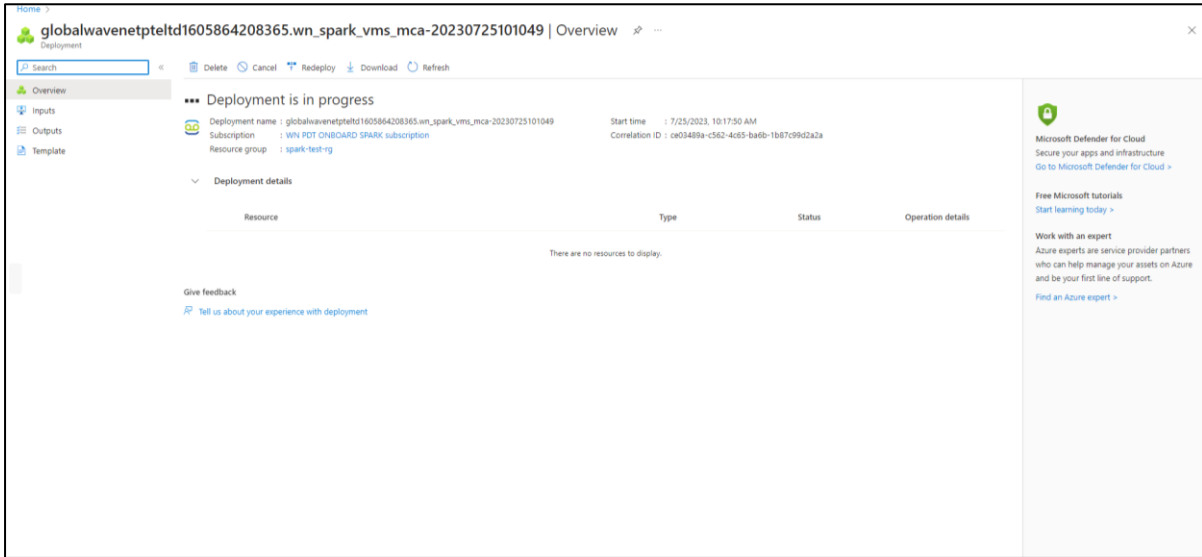 Home >
globalwavenetpteltd1605864208365.wn_spark_vms_mca-20230725101049 | Overview
Deployment
Search
Delete Cancel Redeploy Download Refresh
Overview
Inputs
Outputs
Template
Deployment is in progress
Deployment name : globalwavenetpteltd1605864208365.wn_spark_vms_mca-20230725101049
Subscription : WN PDT ONBOARD SPARK subscription
Resource group : spark-test-rg
Start time : 7/25/2023, 10:17:50 AM
Correlation ID : ce03489a-c562-4c65-ba6b-1b87c99d2a2a
Deployment details
Resource Type Status Operation details
There are no resources to display.
Give feedback
Tell us about your experience with deployment
Microsoft Defender for Cloud
Secure your apps and infrastructure
Go to Microsoft Defender for Cloud >
Free Microsoft tutorials
Start learning today >
Work with an expert
Azure experts are service provider partners
who can help manage your assets on Azure
and be your first line of support.
Find an Azure expert >